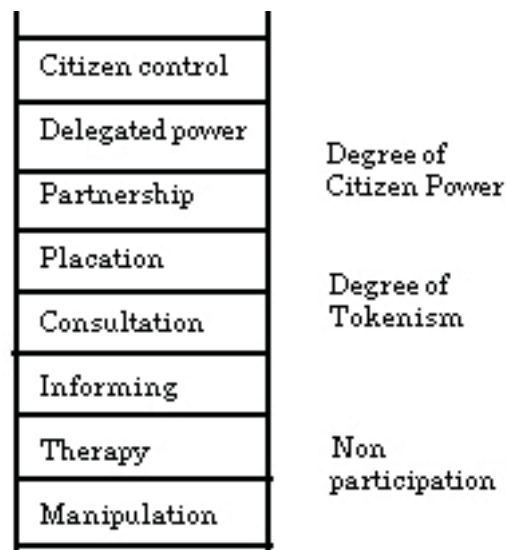 Citizen control
Delegated power
Partnership
Placation
Consultation
Informing
Therapy
Manipulation
Degree of
Citizen Power
Degree of
Tokenism
Non
participation